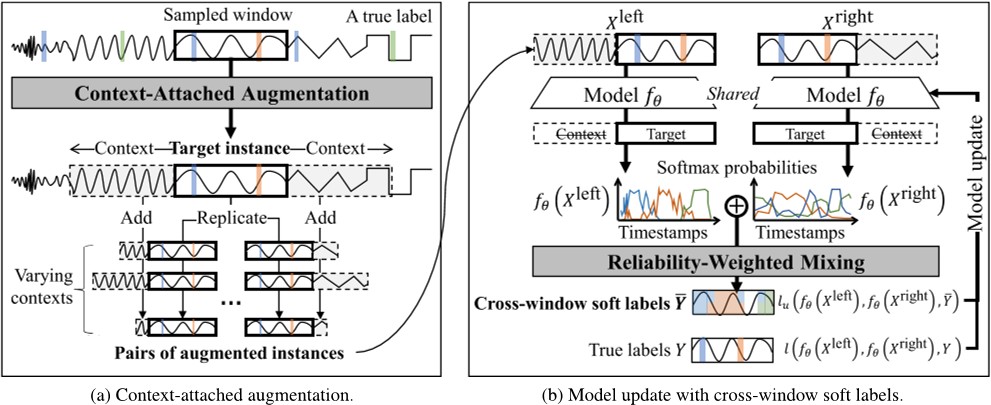 Sampled window
A true label
Context-Attached Augmentation
Context
Target instance
Context
Add
Replicate
Add
Varying
contexts
...
Pairs of augmented instances
(a) Context-attached augmentation.
X^left
X^right
Model f_θ
Shared
Model f_θ
Context
Target
Target
Context
Softmax probabilities
f_θ(X^left)
f_θ(X^right)
Timestamps
Timestamps
Reliability-Weighted Mixing
Cross-window soft labels Ȳ
l_u(f_θ(X^left), f_θ(X^right), Ȳ)
True labels Y
l(f_θ(X^left), f_θ(X^right), Y)
Model update
(b) Model update with cross-window soft labels.